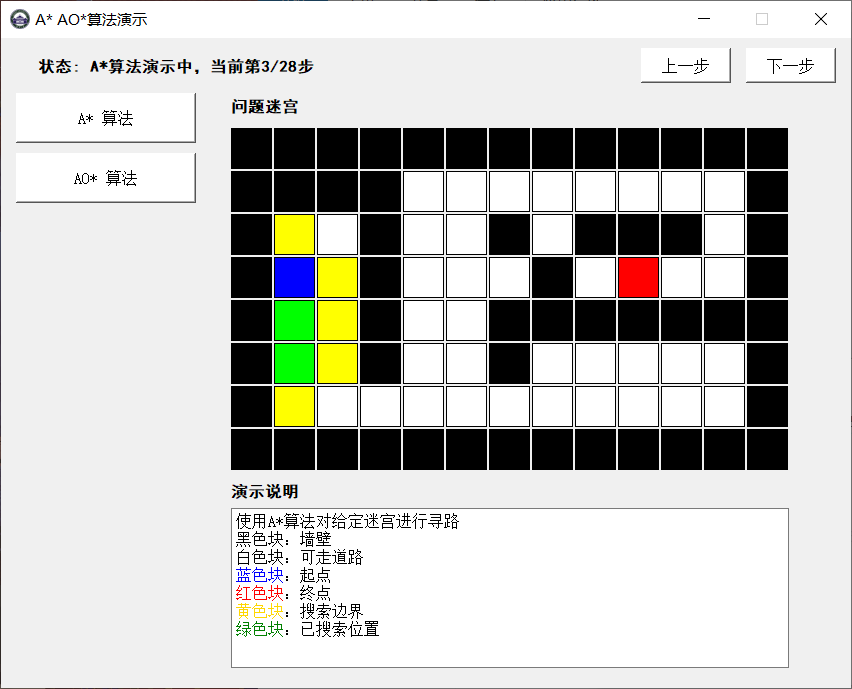 A* AO*算法演示
状态: A*算法演示中, 当前第3/28步
上一步
下一步
A* 算法
AO* 算法
问题迷宫
演示说明
使用A*算法对给定迷宫进行寻路
黑色块: 墙壁
白色块: 可走道路
蓝色块: 起点
红色块: 终点
黄色块: 搜索边界
绿色块: 已搜索位置